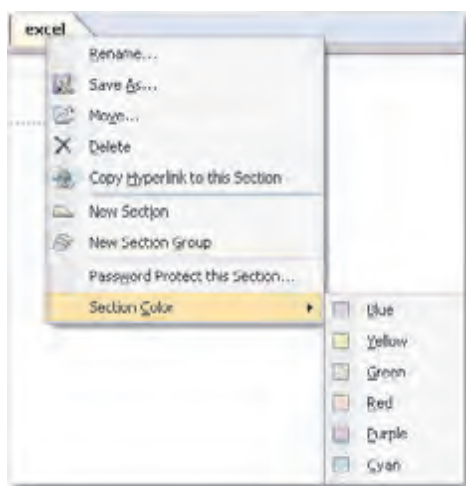 excel
Rename...
Save As...
Move...
Delete
Copy Hyperlink to this Section
New Section
New Section Group
Password Protect this Section...
Section Color
Blue
Yellow
Green
Red
Purple
Cyan